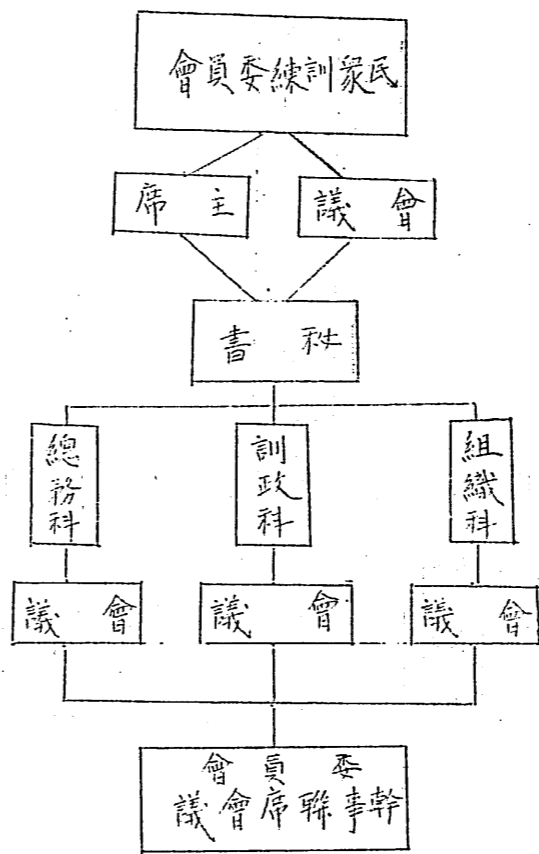 民眾訓練委員會
會議
主席
秘書
組織科
訓政科
總務科
會議
會議
會議
委員會
幹事聯席會議